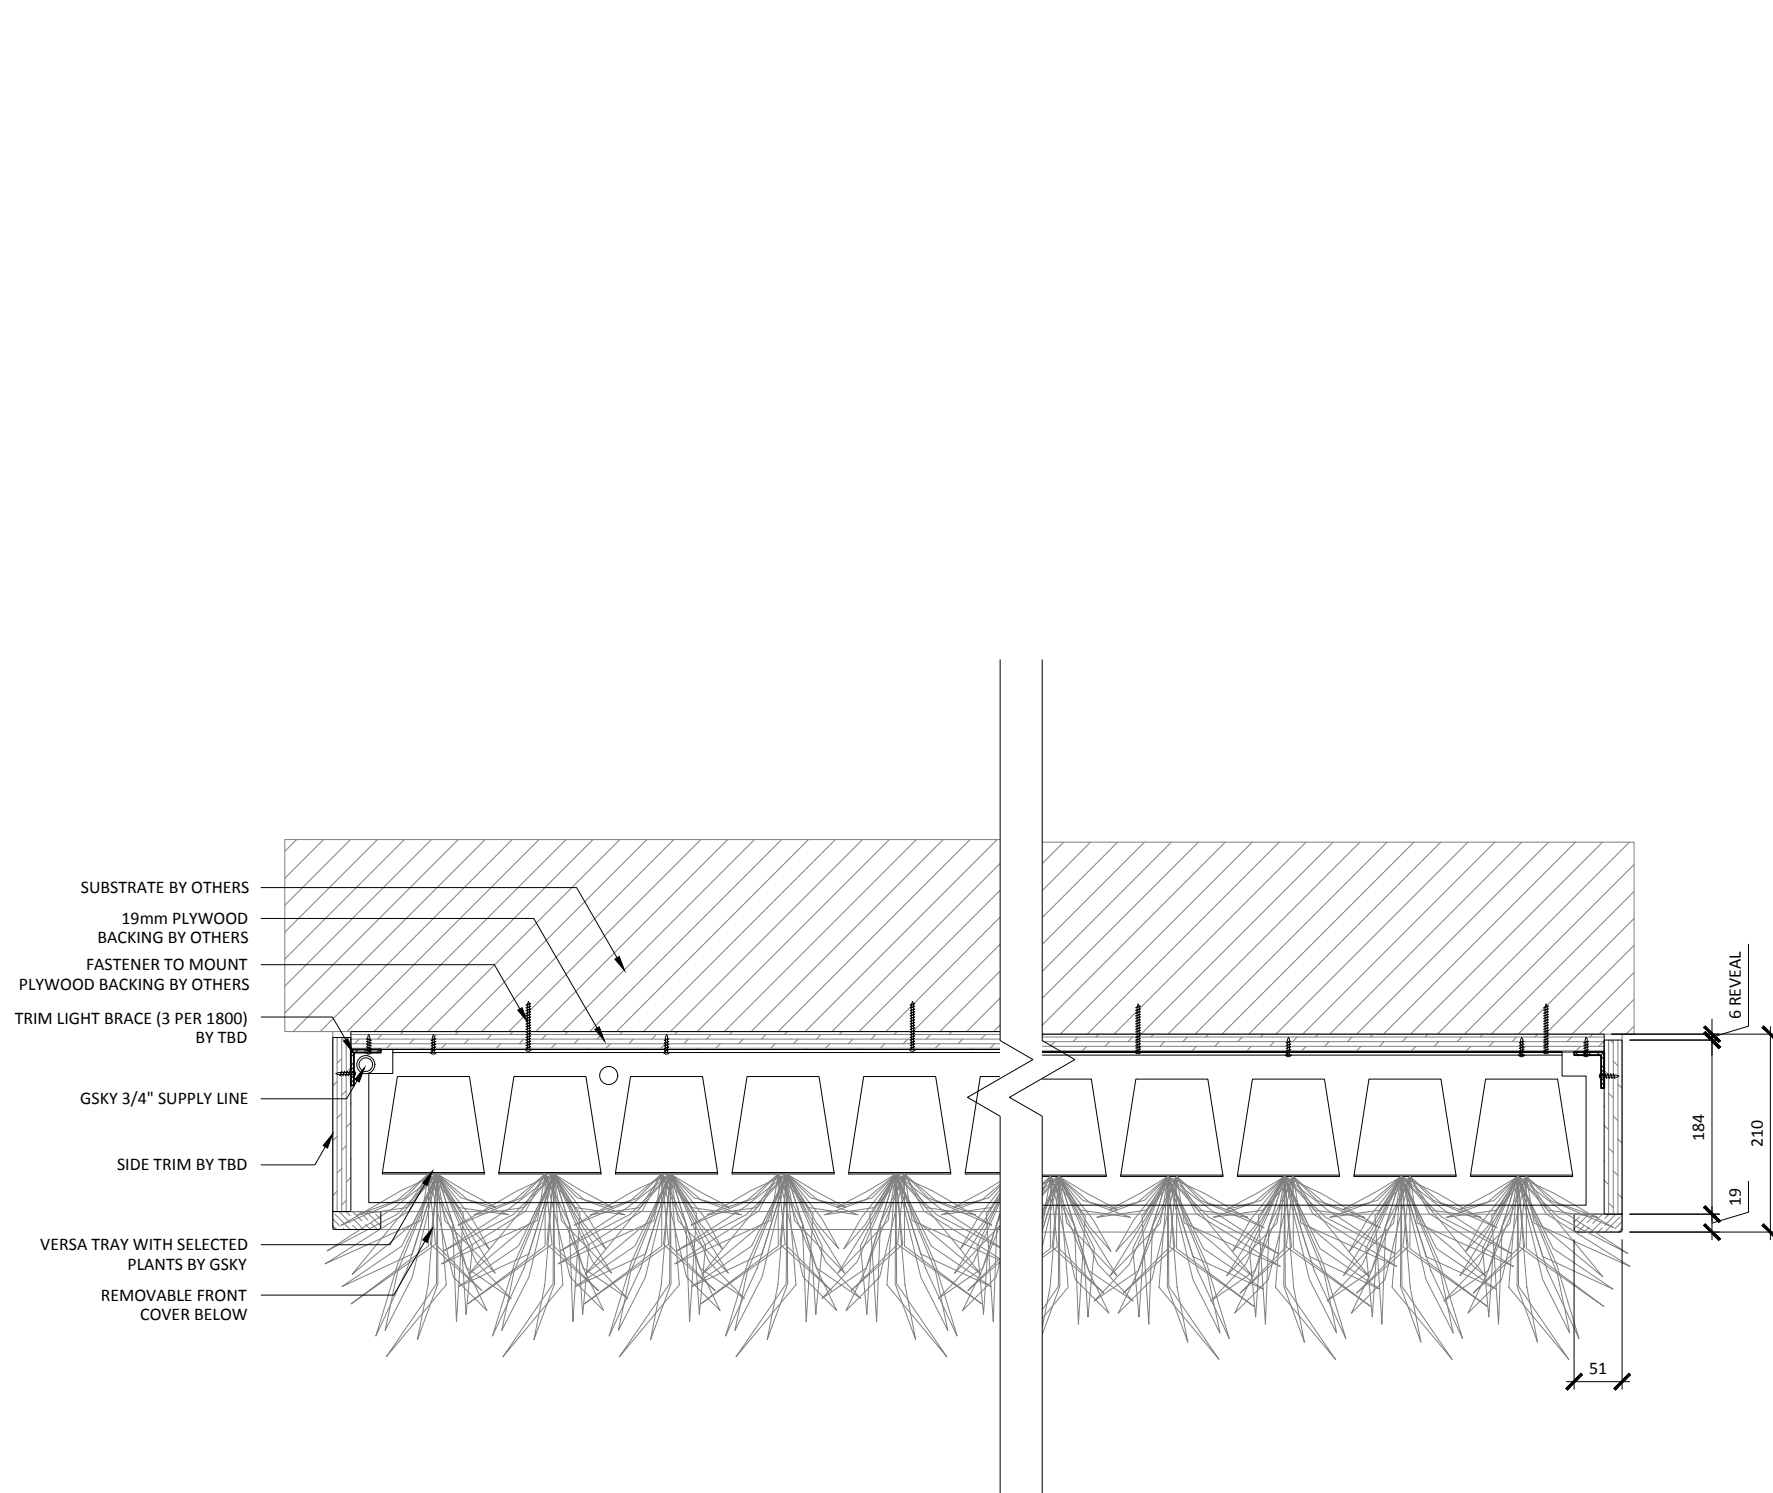 SUBSTRATE BY OTHERS
19mm PLYWOOD
BACKING BY OTHERS
FASTENER TO MOUNT
PLYWOOD BACKING BY OTHERS
TRIM LIGHT BRACE (3 PER 1800)
BY TBD
GSKY 3/4" SUPPLY LINE
SIDE TRIM BY TBD
VERSA TRAY WITH SELECTED
PLANTS BY GSKY
REMOVABLE FRONT
COVER BELOW
6 REVEAL
184
210
19
51